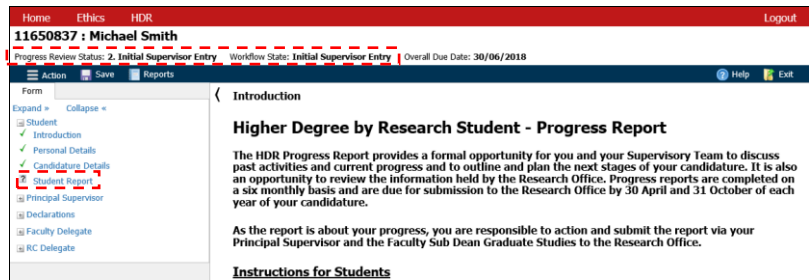 Home Ethics HDR Logout
11650837 : Michael Smith
Progress Review Status: 2. Initial Supervisor Entry Workflow State: Initial Supervisor Entry Overall Due Date: 30/06/2018
Action Save Reports Help Exit
Form
Expand » Collapse «
Student
Introduction
Personal Details
Candidature Details
Student Report
Principal Supervisor
Declarations
Faculty Delegate
RC Delegate
Introduction
Higher Degree by Research Student - Progress Report
The HDR Progress Report provides a formal opportunity for you and your Supervisory Team to discuss
past activities and current progress and to outline and plan the next stages of your candidature. It is also
an opportunity to review the information held by the Research Office. Progress reports are completed on
a six monthly basis and are due for submission to the Research Office by 30 April and 31 October of each
year of your candidature.
As the report is about your progress, you are responsible to action and submit the report via your
Principal Supervisor and the Faculty Sub Dean Graduate Studies to the Research Office.
Instructions for Students